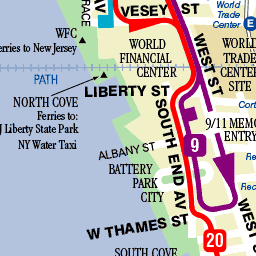 VESEY ST
World
Trade
Center
WFC
Ferries to New Jersey
WEST ST
WORLD
FINANCIAL
CENTER
WORLD
TRADE
CENTER
SITE
E
PATH
LIBERTY ST
NORTH COVE
Ferries to:
Liberty State Park
NY Water Taxi
SOUTH END AV
9/11 MEMO
ENTRY
9
ALBANY ST
BATTERY
PARK
CITY
W THAMES ST
WEST S
20
SOUTH COVE